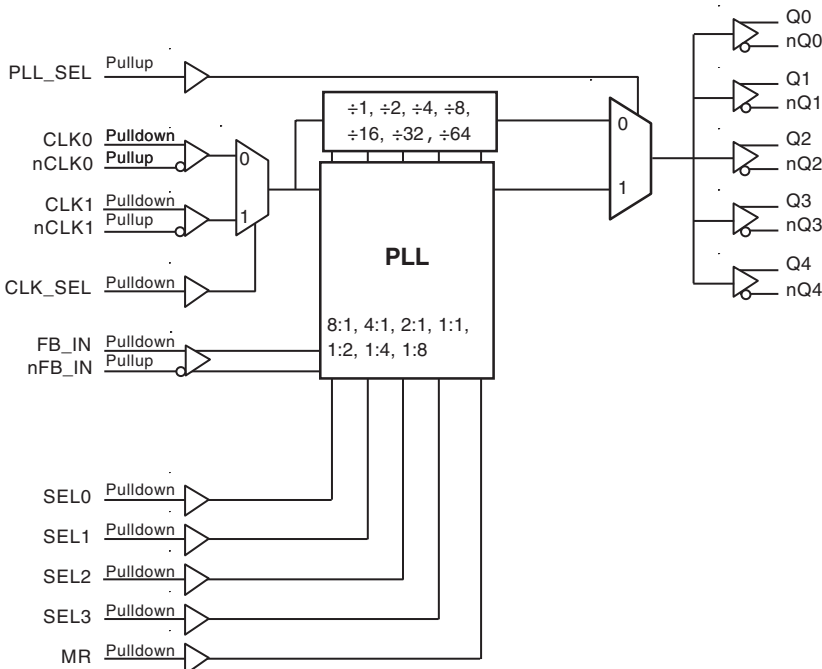 Q0
nQ0
PLL_SEL Pullup
Q1
nQ1
÷1, ÷2, ÷4, ÷8,
÷16, ÷32, ÷64
0
CLK0 Pulldown
nCLK0 Pullup
0
Q2
nQ2
CLK1 Pulldown
nCLK1 Pullup
1
1
Q3
nQ3
PLL
CLK_SEL Pulldown
Q4
nQ4
8:1, 4:1, 2:1, 1:1,
1:2, 1:4, 1:8
FB_IN Pulldown
nFB_IN Pullup
SEL0 Pulldown
SEL1 Pulldown
SEL2 Pulldown
SEL3 Pulldown
MR Pulldown